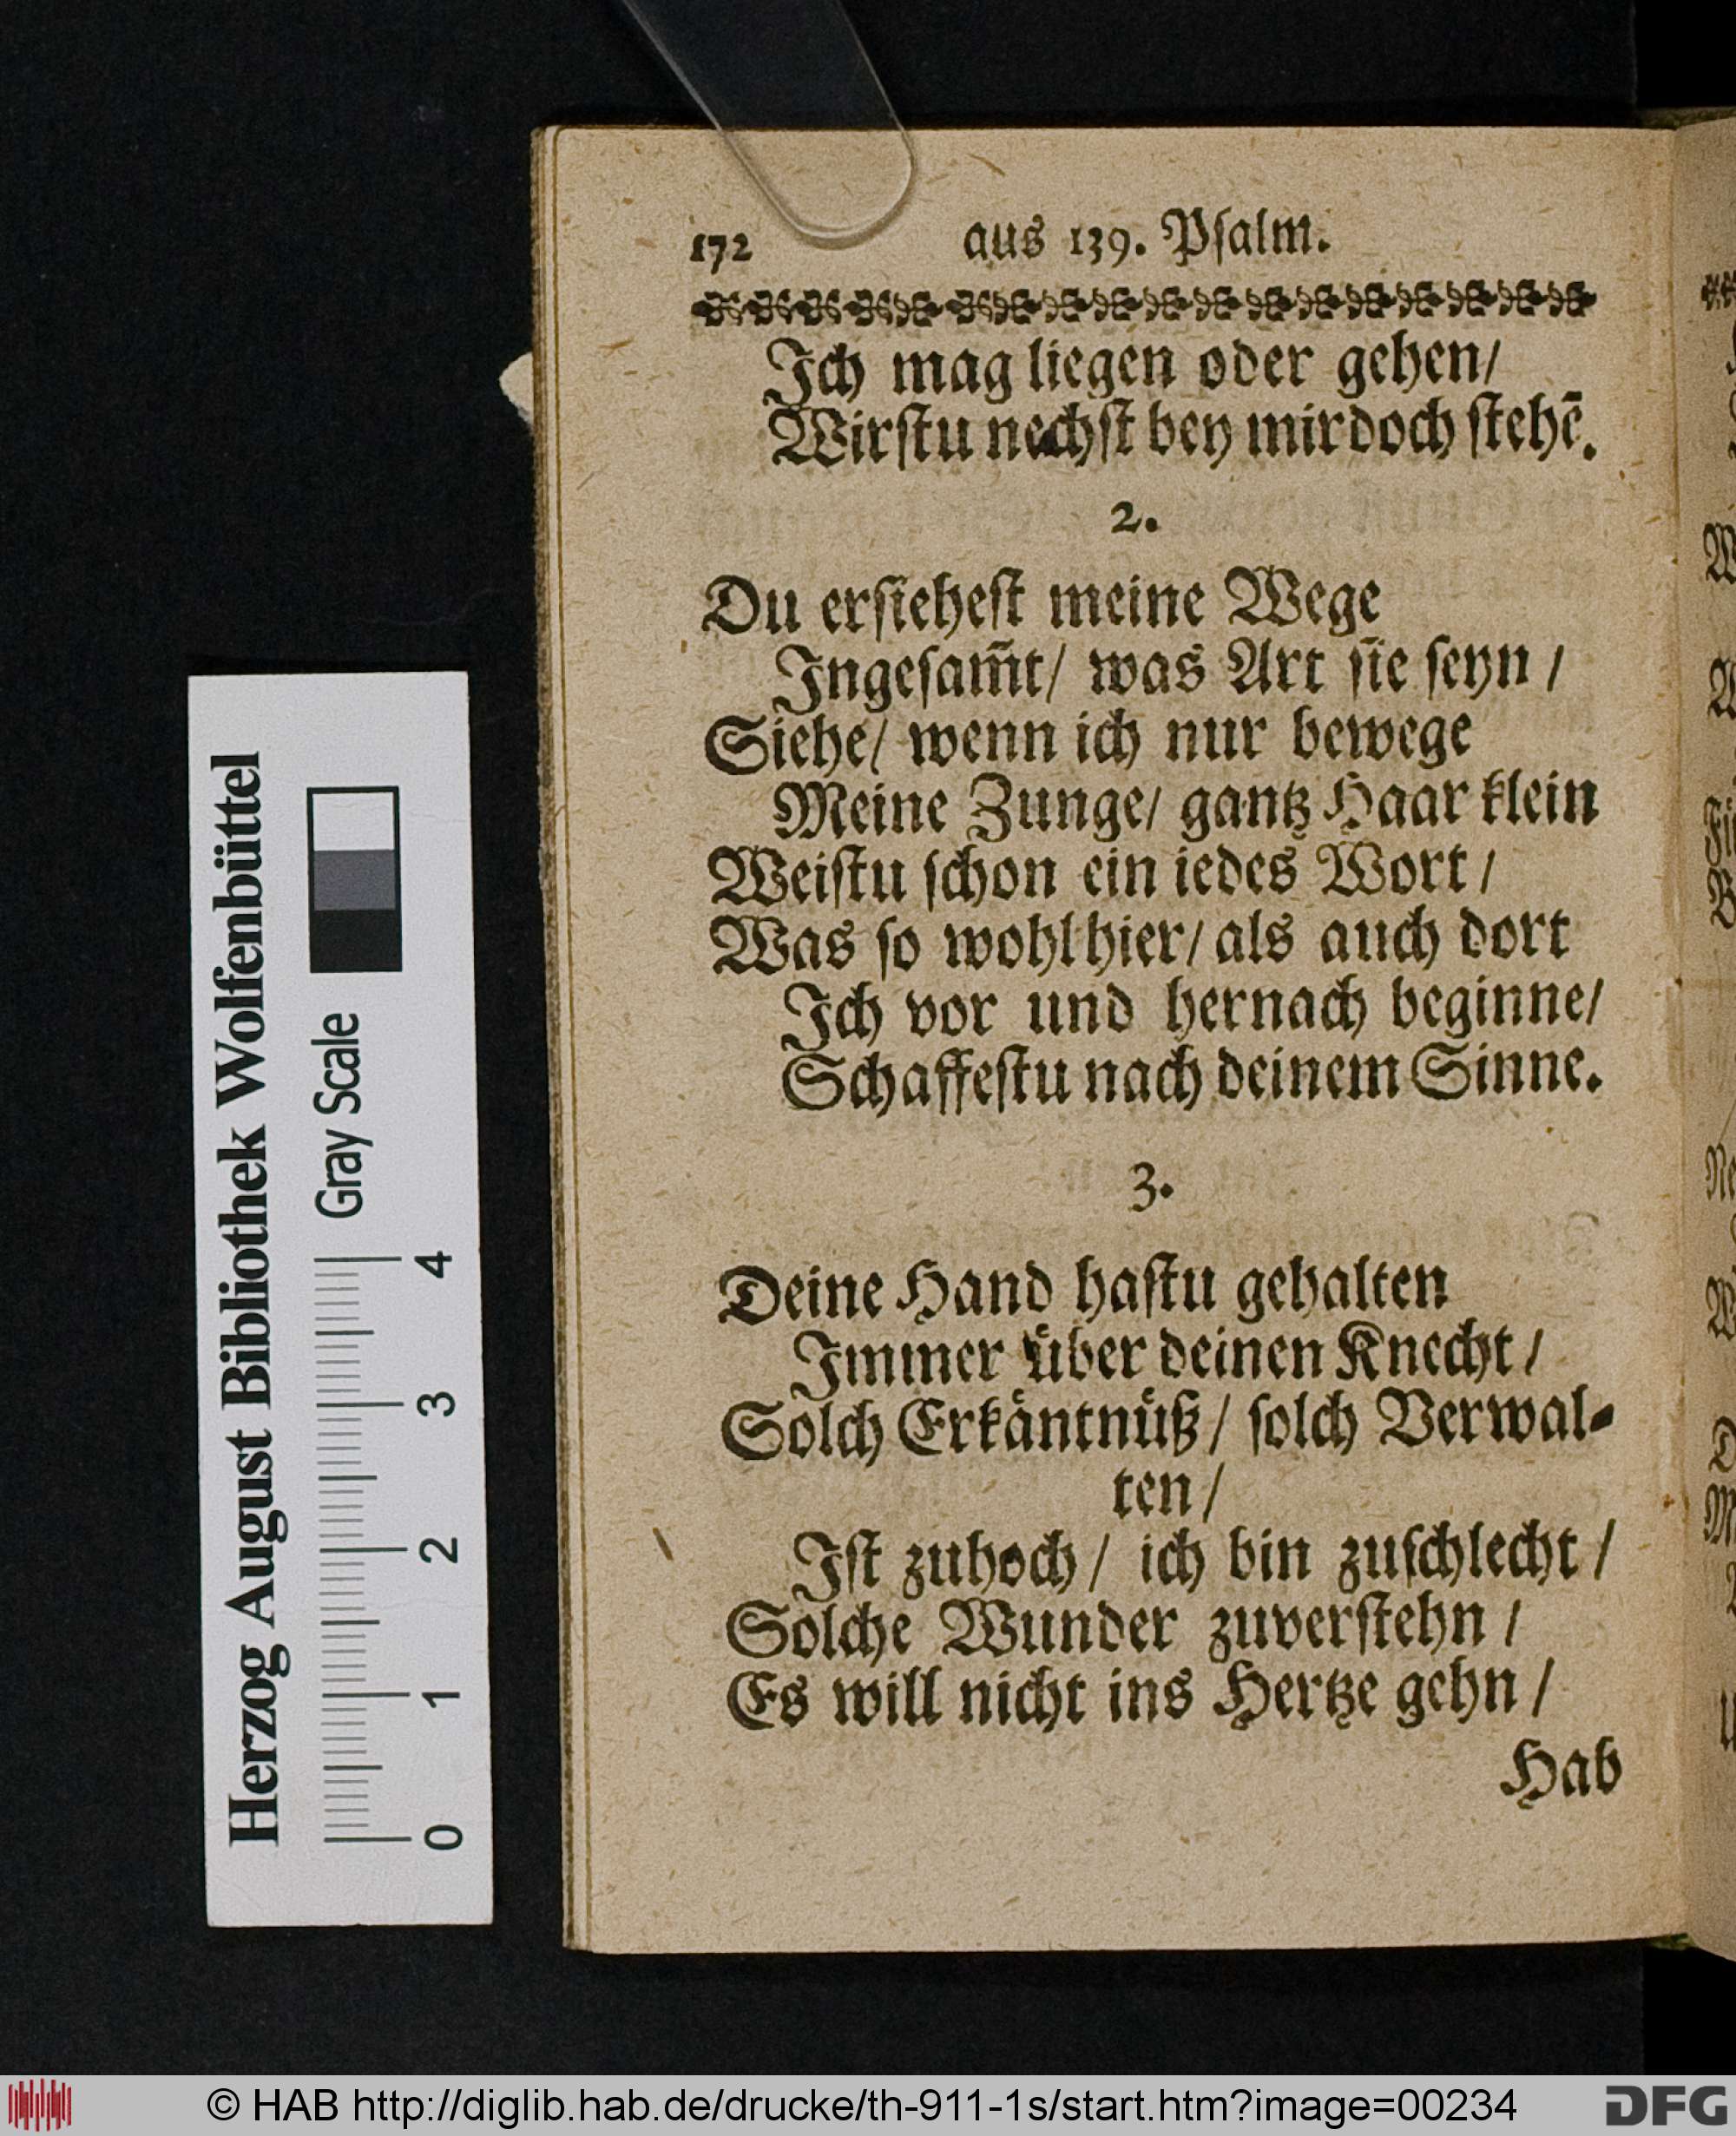 172 aus 139. Psalm.
Ich mag liegen oder gehen/
Wirstu nechst bey mir doch stehē.
2.
Du ersiehest meine Wege
Ingesam̃t/ was Art sie seyn /
Siehe/ wenn ich nur bewege
Meine Zunge/ gantz Haar klein
Weistu schon ein iedes Wort /
Was so wohl hier/ als auch dort
Ich vor und hernach beginne/
Schaffestu nach deinem Sinne.
3.
Deine Hand hastu gehalten
Immer uͤber deinen Knecht /
Solch Erkaͤntnuͤß / solch Verwal-
ten /
Ist zuhoch / ich bin zuschlecht /
Solche Wunder zuverstehn /
Es will nicht ins Hertze gehn /
Hab
Herzog August Bibliothek Wolfenbüttel
Gray Scale
0 1 2 3 4
© HAB http://diglib.hab.de/drucke/th-911-1s/start.htm?image=00234
DFG